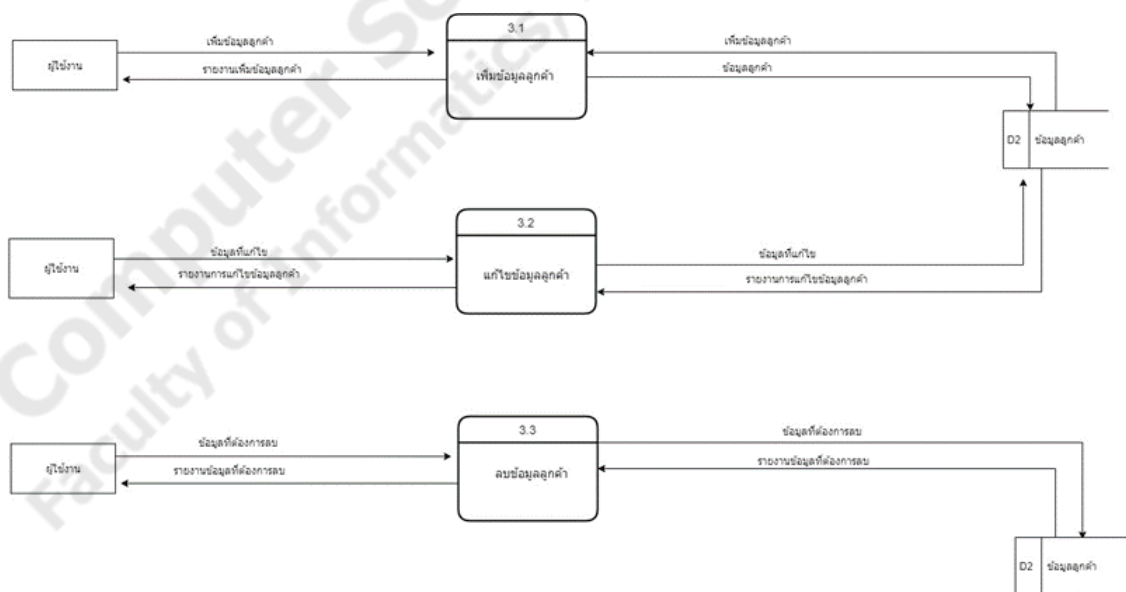 3.1
เพิ่มข้อมูลลูกค้า
ผู้ใช้งาน
เพิ่มข้อมูลลูกค้า
รายงานเพิ่มข้อมูลลูกค้า
เพิ่มข้อมูลลูกค้า
ข้อมูลลูกค้า
D2 ข้อมูลลูกค้า
3.2
แก้ไขข้อมูลลูกค้า
ผู้ใช้งาน
ข้อมูลที่แก้ไข
รายงานการแก้ไขข้อมูลลูกค้า
ข้อมูลที่แก้ไข
รายงานการแก้ไขข้อมูลลูกค้า
3.3
ลบข้อมูลลูกค้า
ผู้ใช้งาน
ข้อมูลที่ต้องการลบ
รายงานข้อมูลที่ต้องการลบ
ข้อมูลที่ต้องการลบ
รายงานข้อมูลที่ต้องการลบ
D2 ข้อมูลลูกค้า
Computer
Faculty of Informatics,